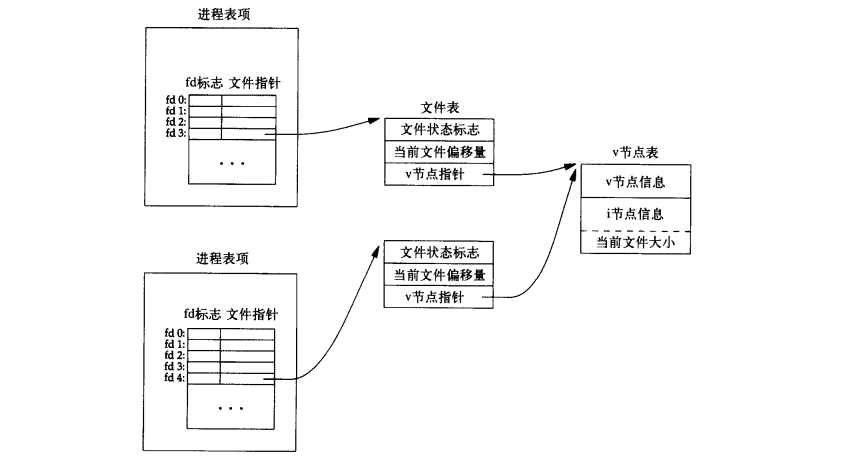 进程表项
fd标志 文件指针
fd 0:
fd 1:
fd 2:
fd 3:
...
文件表
文件状态标志
当前文件偏移量
v节点指针
v节点表
v节点信息
i节点信息
当前文件大小
文件状态标志
当前文件偏移量
v节点指针
进程表项
fd标志 文件指针
fd 0:
fd 1:
fd 2:
fd 3:
fd 4:
...